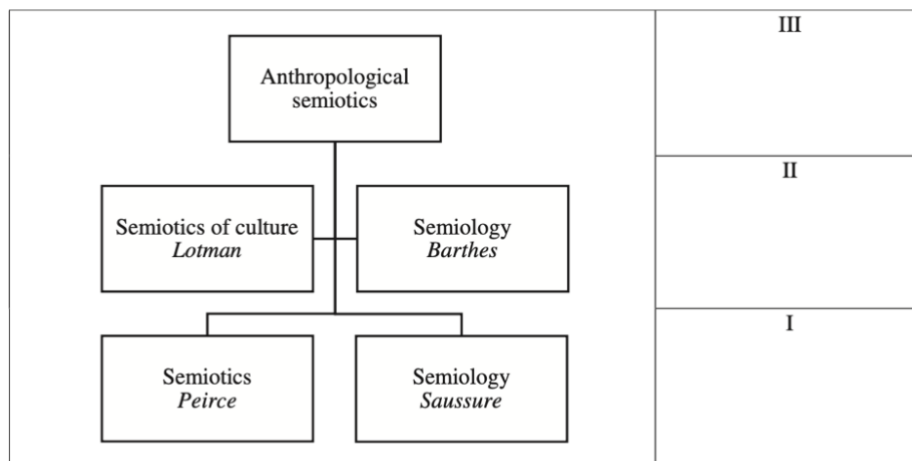 III
Anthropological
semiotics
II
Semiotics of culture
Lotman
Semiology
Barthes
I
Semiotics
Peirce
Semiology
Saussure